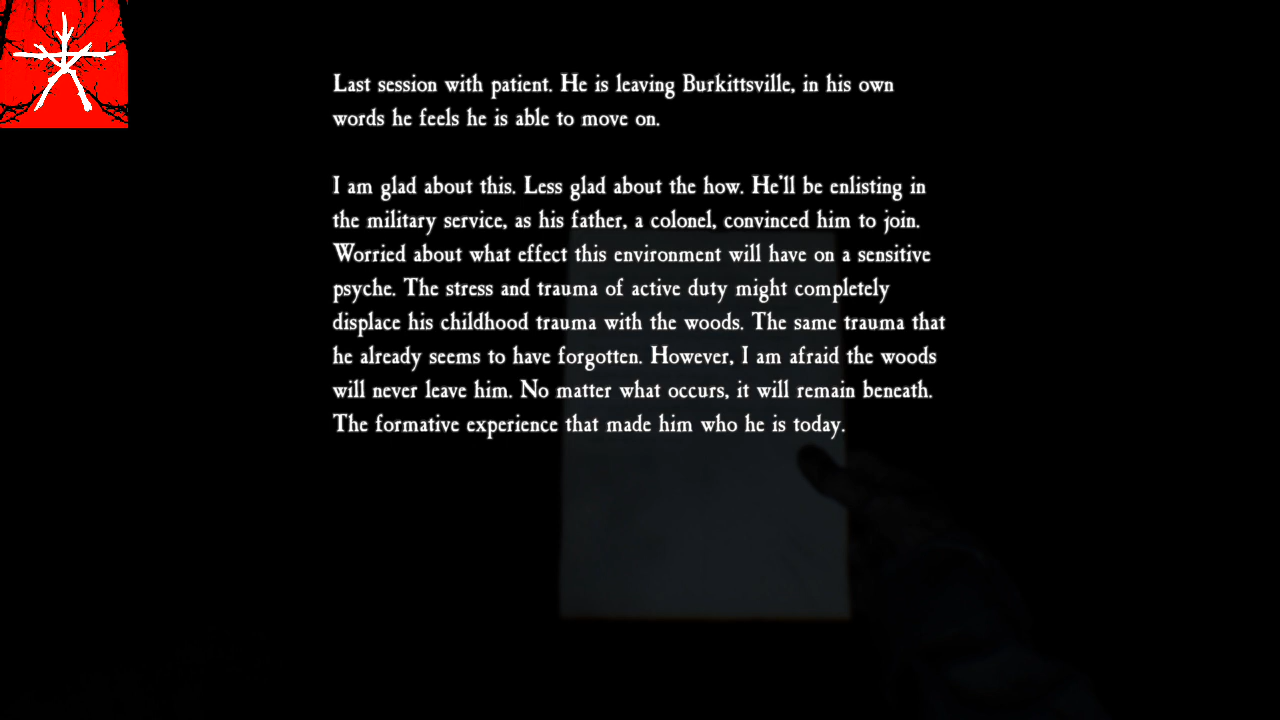 Last session with patient. He is leaving Burkittsville, in his own
words he feels he is able to move on.
I am glad about this. Less glad about the how. He'll be enlisting in
the military service, as his father, a colonel, convinced him to join.
Worried about what effect this environment will have on a sensitive
psyche. The stress and trauma of active duty might completely
displace his childhood trauma with the woods. The same trauma that
he already seems to have forgotten. However, I am afraid the woods
will never leave him. No matter what occurs, it will remain beneath.
The formative experience that made him who he is today.